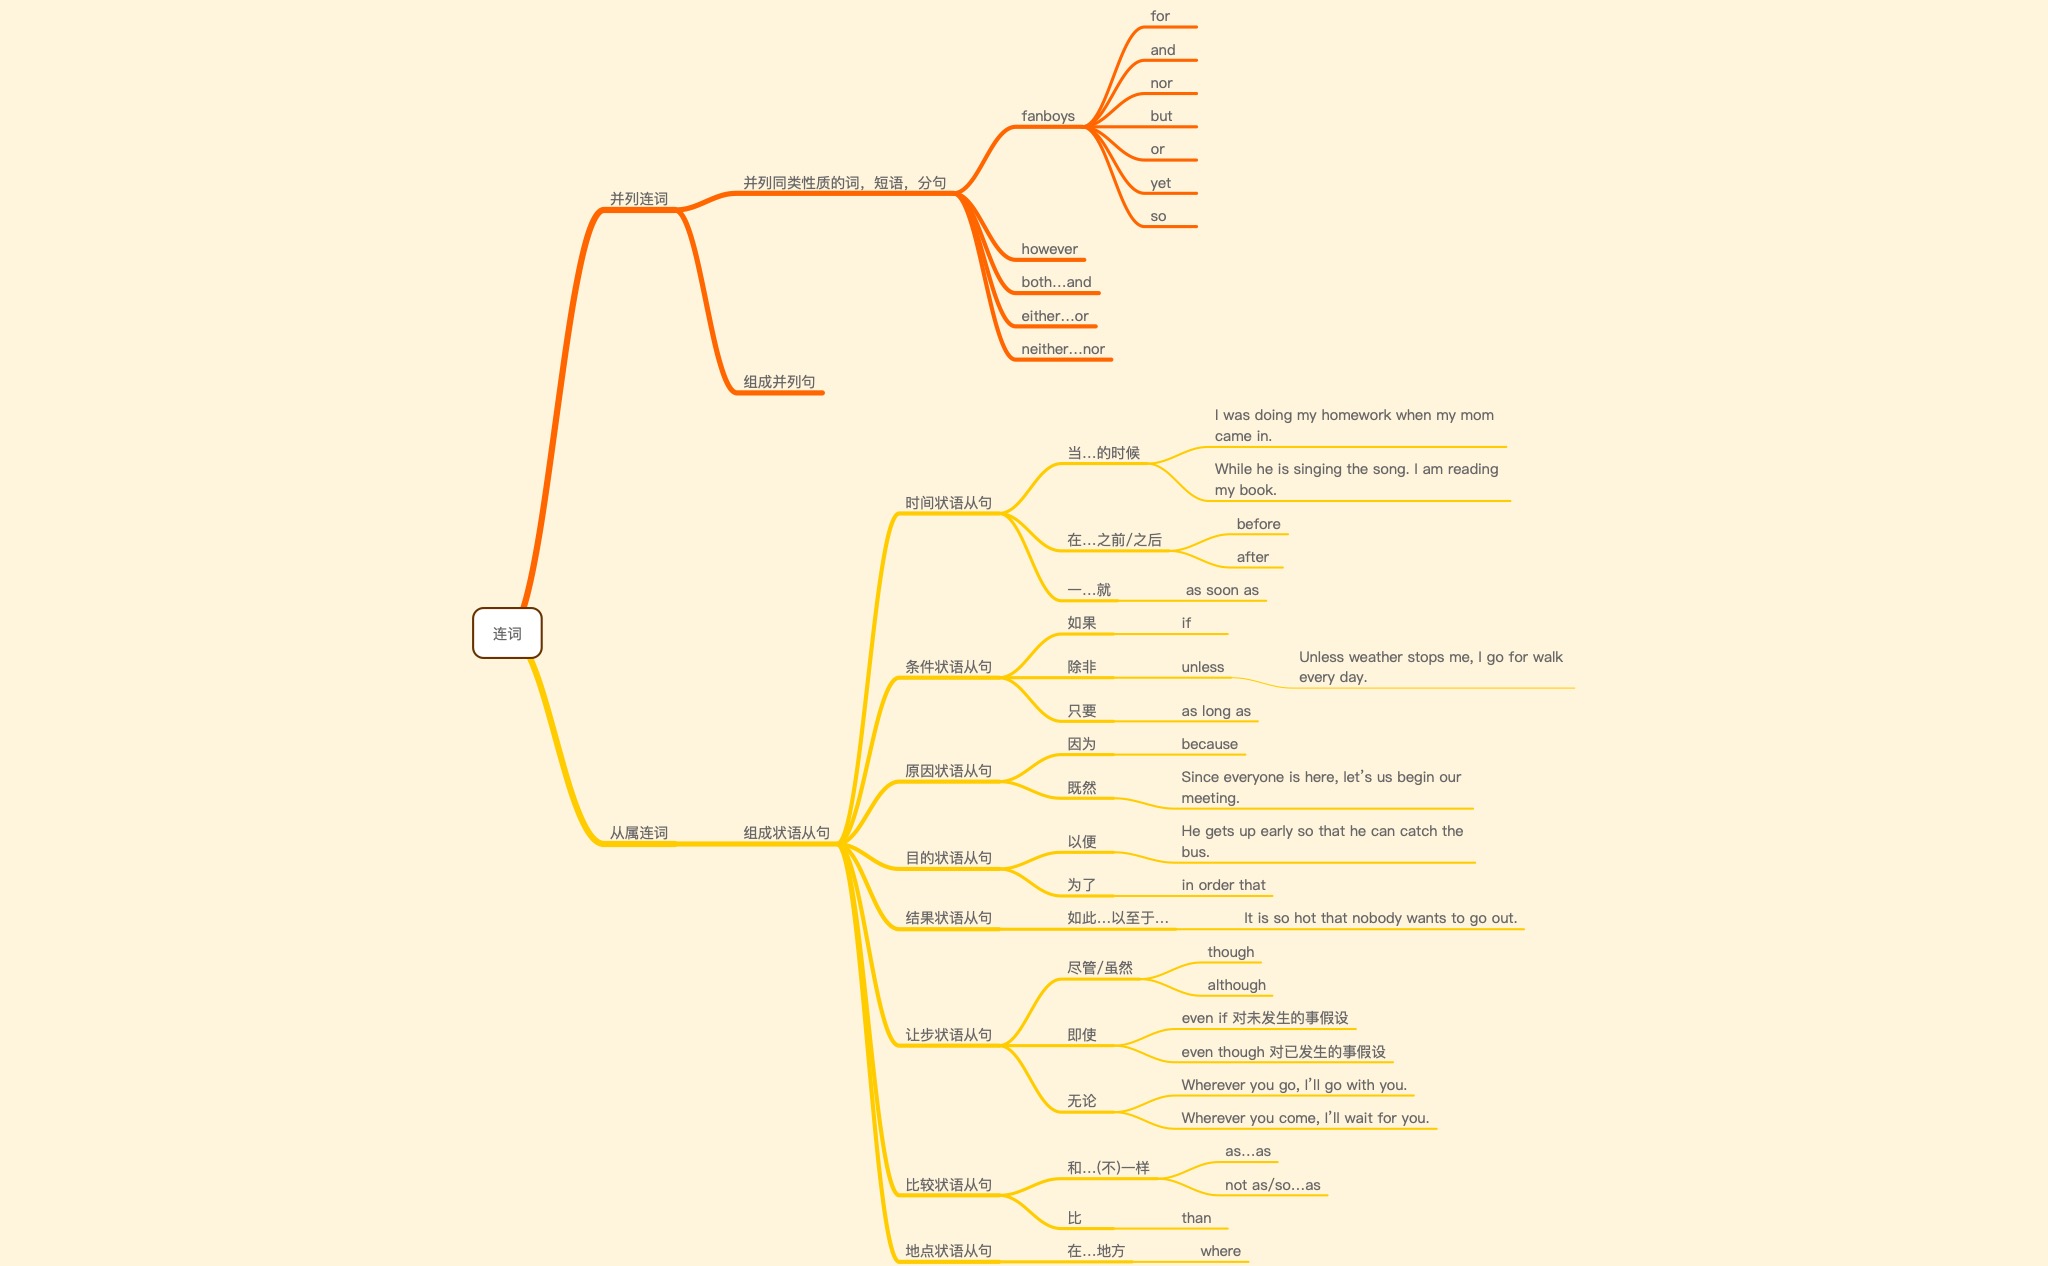 连词
并列连词
并列同类性质的词，短语，分句
fanboys
for
and
nor
but
or
yet
so
however
both...and
either...or
neither...nor
组成并列句
从属连词
组成状语从句
时间状语从句
当...的时候
I was doing my homework when my mom
came in.
While he is singing the song. I am reading
my book.
在...之前/之后
before
after
一...就
as soon as
条件状语从句
如果
if
除非
unless
Unless weather stops me, I go for walk
every day.
只要
as long as
原因状语从句
因为
because
既然
Since everyone is here, let's us begin our
meeting.
目的状语从句
以便
He gets up early so that he can catch the
bus.
为了
in order that
结果状语从句
如此...以至于...
It is so hot that nobody wants to go out.
让步状语从句
尽管/虽然
though
although
即使
even if 对未发生的事假设
even though 对已发生的事假设
无论
Wherever you go, I'll go with you.
Wherever you come, I'll wait for you.
比较状语从句
和...(不)一样
as...as
not as/so...as
比
than
地点状语从句
在...地方
where